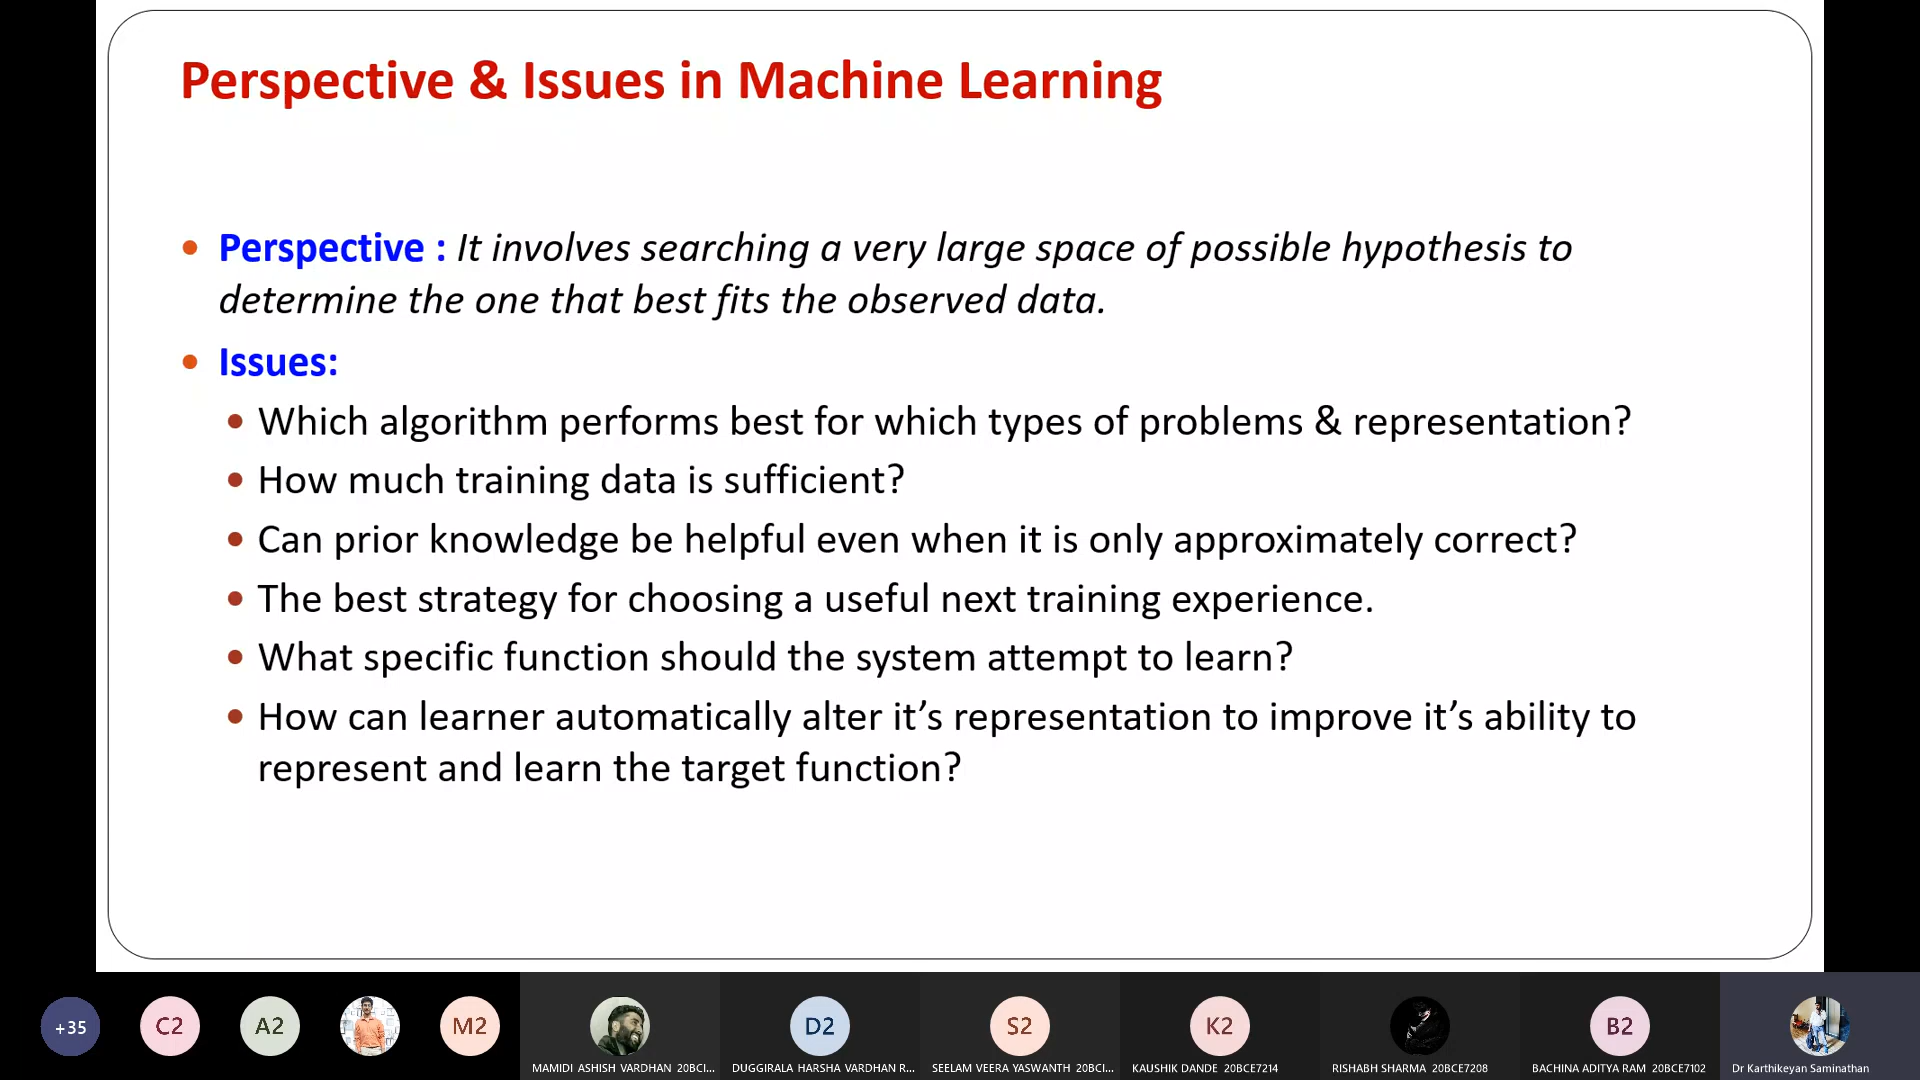 Perspective & Issues in Machine Learning
• Perspective : It involves searching a very large space of possible hypothesis to
determine the one that best fits the observed data.
• Issues:
• Which algorithm performs best for which types of problems & representation?
• How much training data is sufficient?
• Can prior knowledge be helpful even when it is only approximately correct?
• The best strategy for choosing a useful next training experience.
• What specific function should the system attempt to learn?
• How can learner automatically alter it’s representation to improve it’s ability to
represent and learn the target function?
+35
C2
A2
M2
D2
S2
K2
B2
MAMIDI ASHISH VARDHAN 20BCI...
DUGGIRALA HARSHA VARDHAN R...
SEELAM VEERA YASWANTH 20BCI...
KAUSHIK DANDE 20BCE7214
RISHABH SHARMA 20BCE7208
BACHINA ADITYA RAM 20BCE7102
Dr Karthikeyan Saminathan